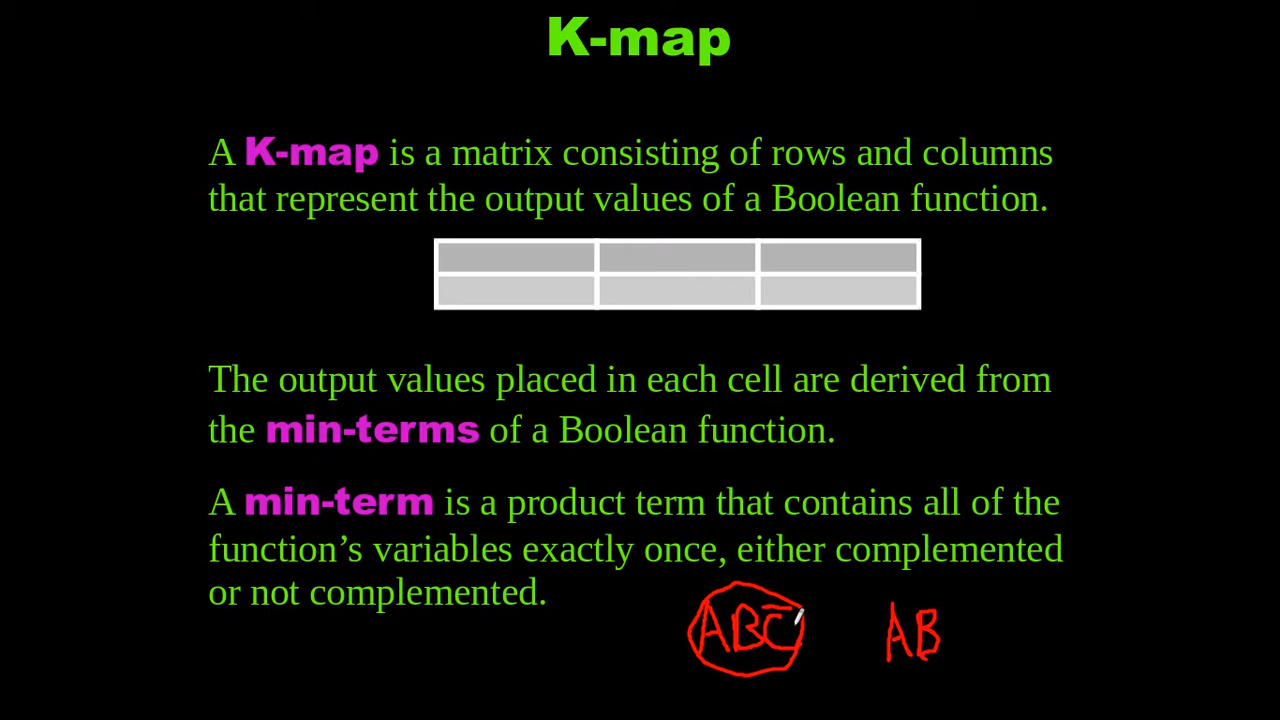 K-map
A K-map is a matrix consisting of rows and columns
that represent the output values of a Boolean function.
The output values placed in each cell are derived from
the min-terms of a Boolean function.
A min-term is a product term that contains all of the
function’s variables exactly once, either complemented
or not complemented.
ABC̅ AB